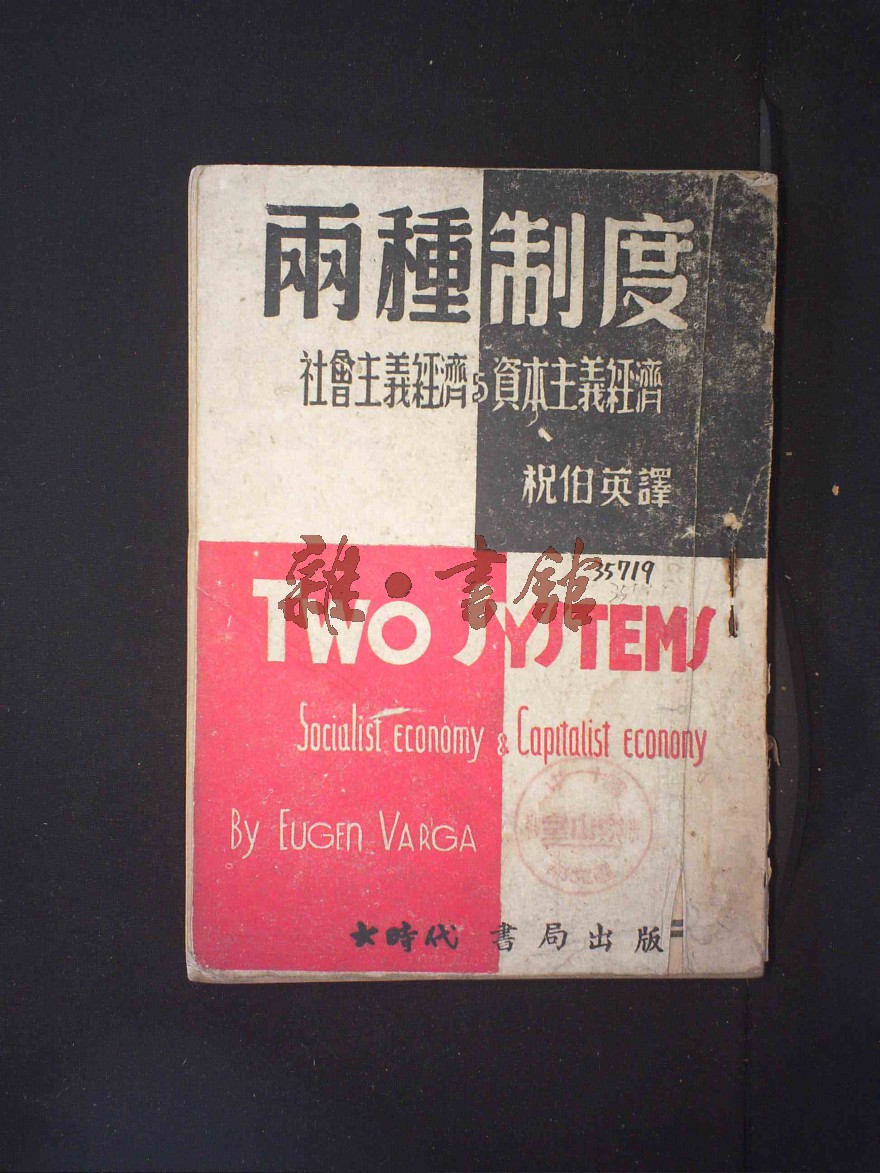 兩種制度
社會主義經濟与資本主義經濟
祝伯英譯
雜·書館
35719
TWO SYSTEMS
Socialist economy & Capitalist econony
By EUGEN VARGA
大時代 書局出版